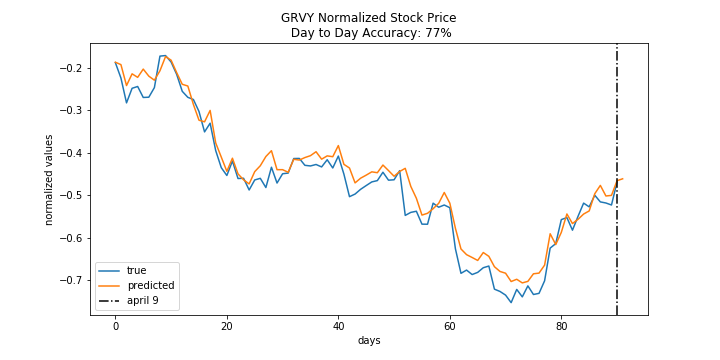 GRVY Normalized Stock Price
Day to Day Accuracy: 77%
normalized values
−0.2
−0.3
−0.4
−0.5
−0.6
−0.7
true
predicted
april 9
0 20 40 60 80
days